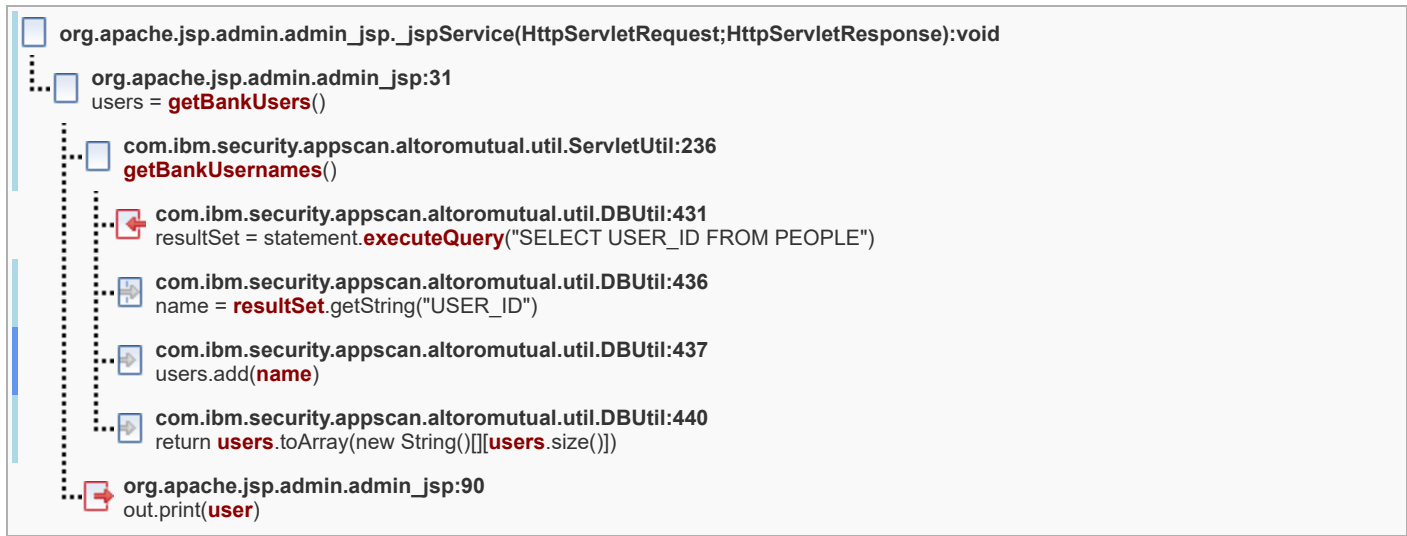 org.apache.jsp.admin.admin_jsp._jspService(HttpServletRequest;HttpServletResponse):void
org.apache.jsp.admin.admin_jsp:31
users = getBankUsers()
com.ibm.security.appscan.altoromutual.util.ServletUtil:236
getBankUsernames()
com.ibm.security.appscan.altoromutual.util.DBUtil:431
resultSet = statement.executeQuery("SELECT USER_ID FROM PEOPLE")
com.ibm.security.appscan.altoromutual.util.DBUtil:436
name = resultSet.getString("USER_ID")
com.ibm.security.appscan.altoromutual.util.DBUtil:437
users.add(name)
com.ibm.security.appscan.altoromutual.util.DBUtil:440
return users.toArray(new String()[][users.size()])
org.apache.jsp.admin.admin_jsp:90
out.print(user)